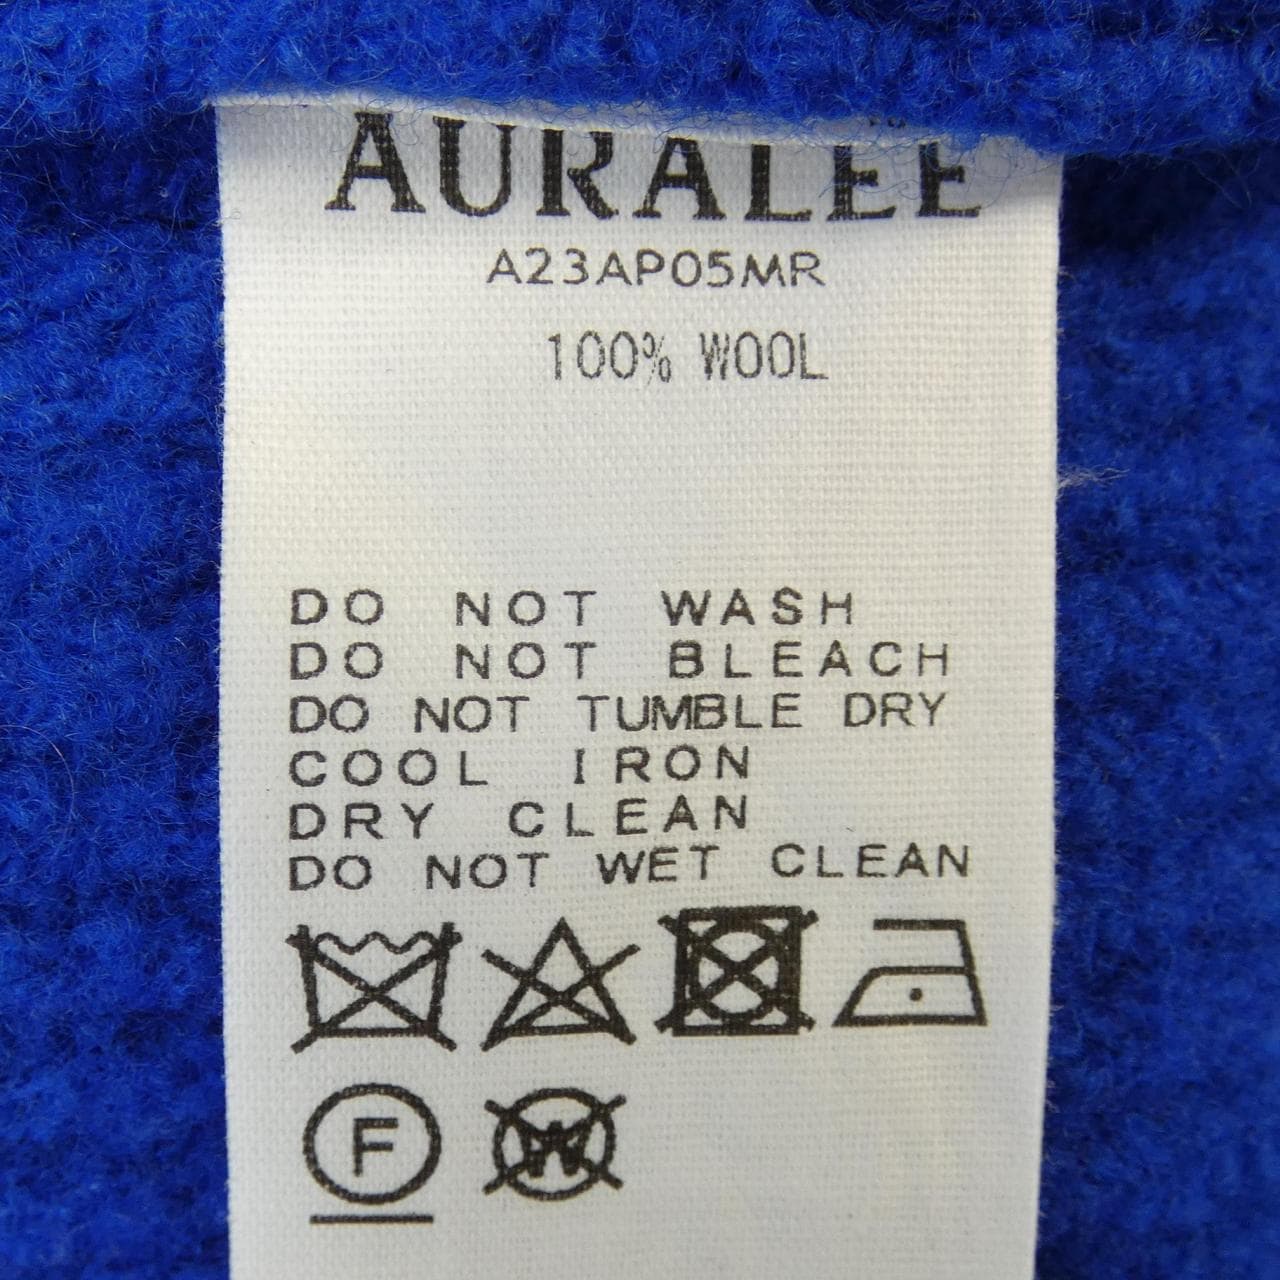 AURALEE
A23AP05MR
100% WOOL
DO NOT WASH
DO NOT BLEACH
DO NOT TUMBLE DRY
COOL IRON
DRY CLEAN
DO NOT WET CLEAN
F
W